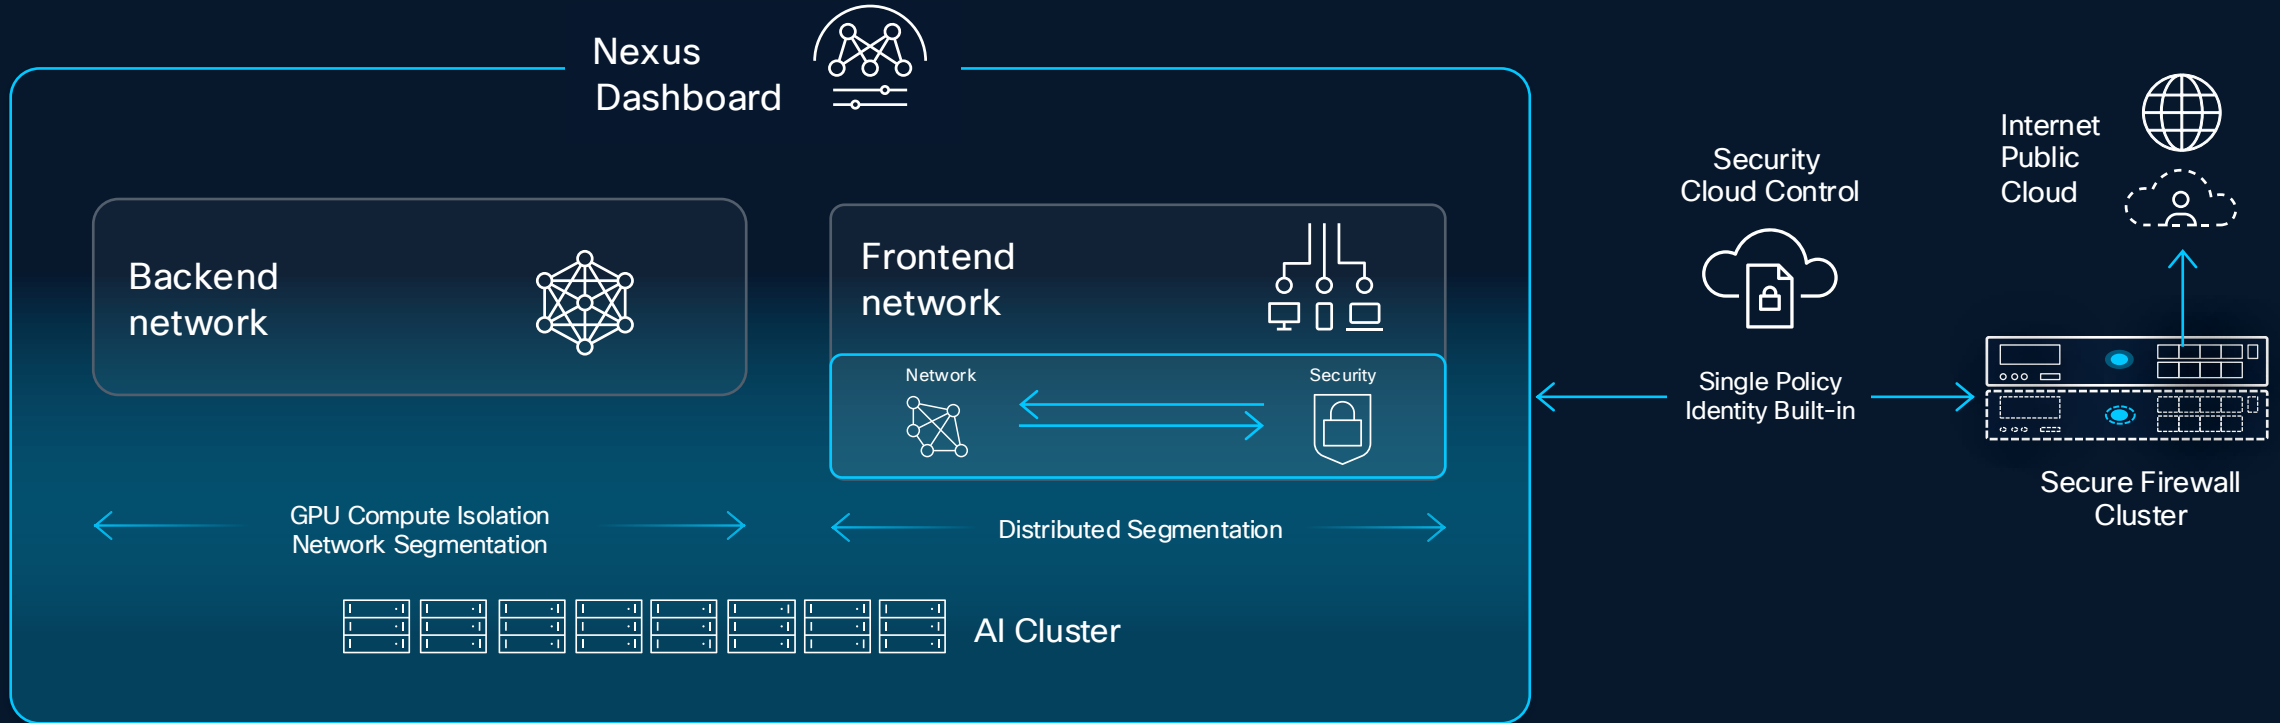 Nexus
Dashboard
Backend
network
Frontend
network
Network
Security
GPU Compute Isolation
Network Segmentation
Distributed Segmentation
AI Cluster
Security
Cloud Control
Single Policy
Identity Built-in
Internet
Public
Cloud
Secure Firewall
Cluster